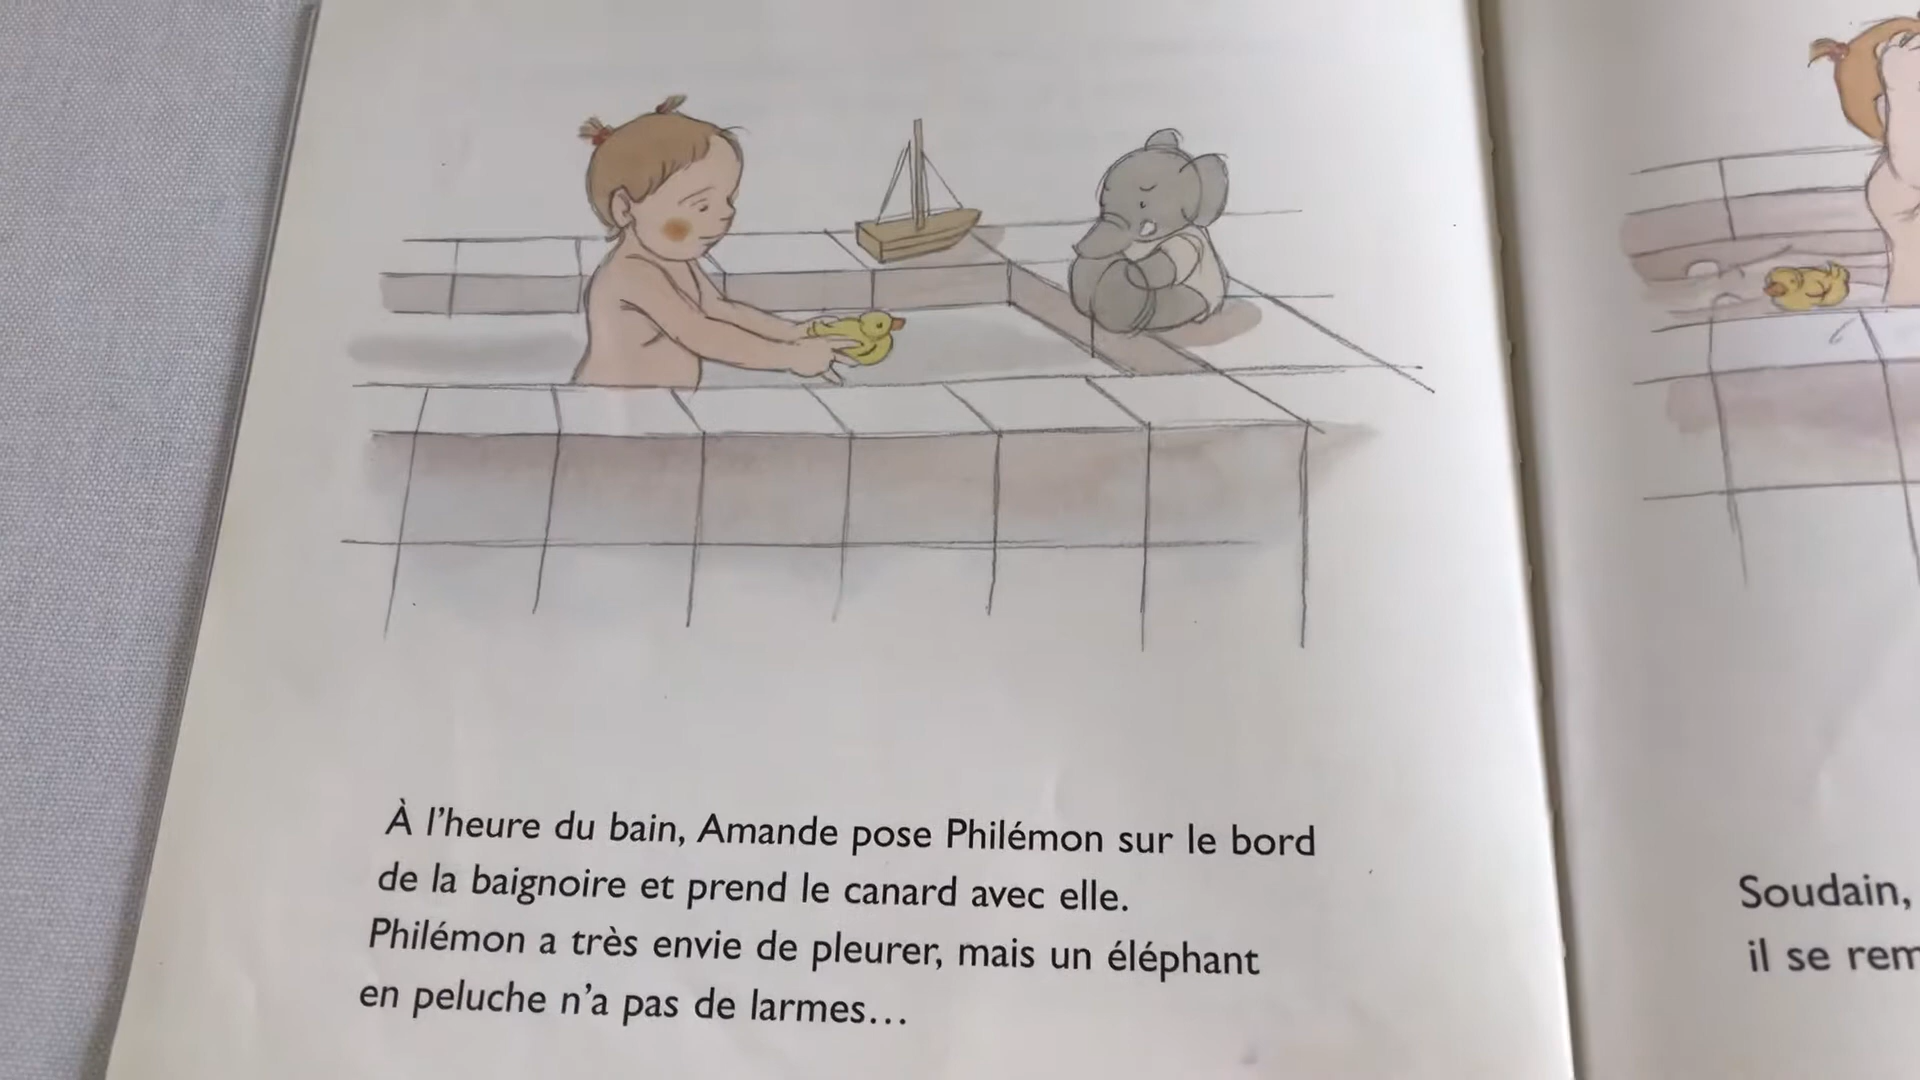 À l'heure du bain, Amande pose Philémon sur le bord
de la baignoire et prend le canard avec elle.
Philémon a très envie de pleurer, mais un éléphant
en peluche n'a pas de larmes...
Soudain,
il se rem